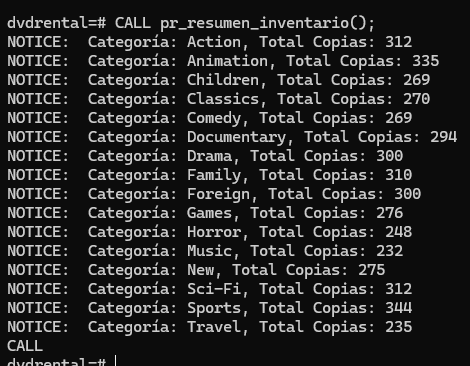 dvdrental=# CALL pr_resumen_inventario();
NOTICE:  Categoría: Action, Total Copias: 312
NOTICE:  Categoría: Animation, Total Copias: 335
NOTICE:  Categoría: Children, Total Copias: 269
NOTICE:  Categoría: Classics, Total Copias: 270
NOTICE:  Categoría: Comedy, Total Copias: 269
NOTICE:  Categoría: Documentary, Total Copias: 294
NOTICE:  Categoría: Drama, Total Copias: 300
NOTICE:  Categoría: Family, Total Copias: 310
NOTICE:  Categoría: Foreign, Total Copias: 300
NOTICE:  Categoría: Games, Total Copias: 276
NOTICE:  Categoría: Horror, Total Copias: 248
NOTICE:  Categoría: Music, Total Copias: 232
NOTICE:  Categoría: New, Total Copias: 275
NOTICE:  Categoría: Sci-Fi, Total Copias: 312
NOTICE:  Categoría: Sports, Total Copias: 344
NOTICE:  Categoría: Travel, Total Copias: 235
CALL
dvdrental=#